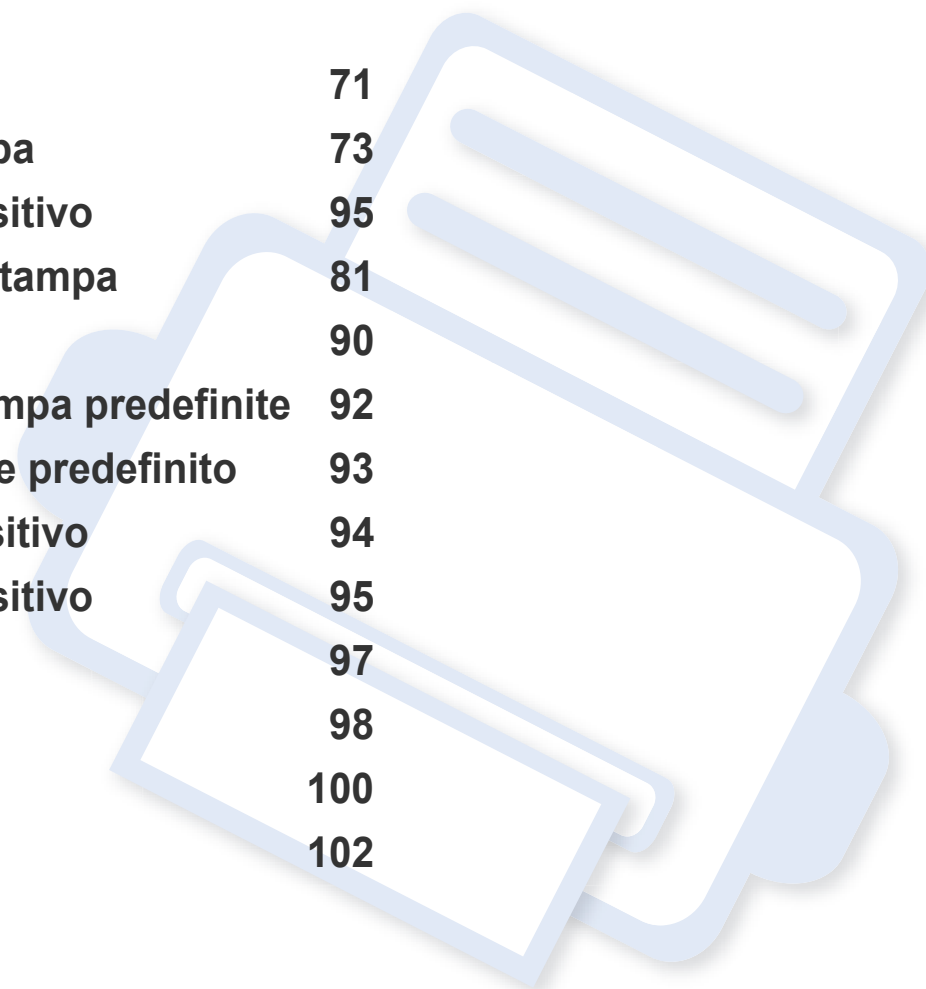 71
pa 73
sitivo 95
tampa 81
90
mpa predefinite 92
e predefinito 93
sitivo 94
sitivo 95
97
98
100
102